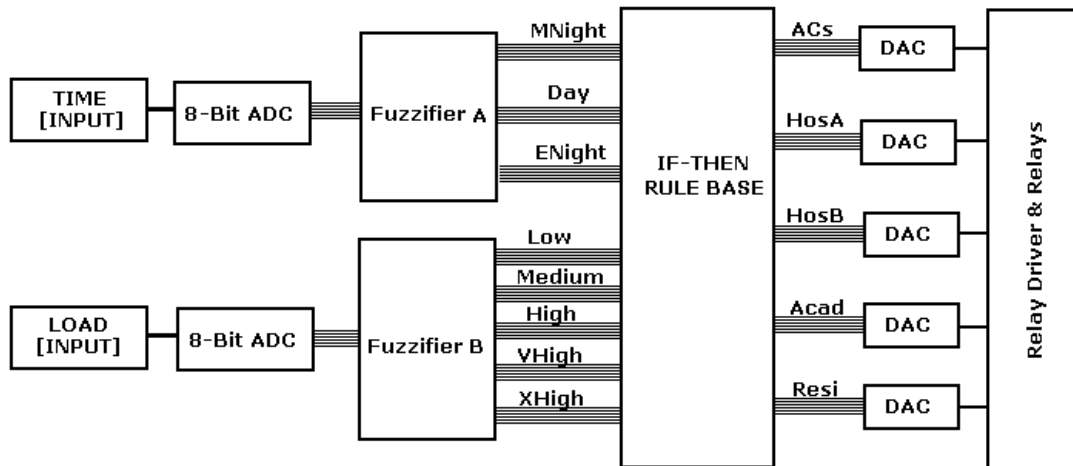 TIME
[INPUT]
8-Bit ADC
Fuzzifier A
MNight
Day
ENight
LOAD
[INPUT]
8-Bit ADC
Fuzzifier B
Low
Medium
High
VHigh
XHigh
IF-THEN
RULE BASE
ACs
DAC
HosA
DAC
HosB
DAC
Acad
DAC
Resi
DAC
Relay Driver & Relays